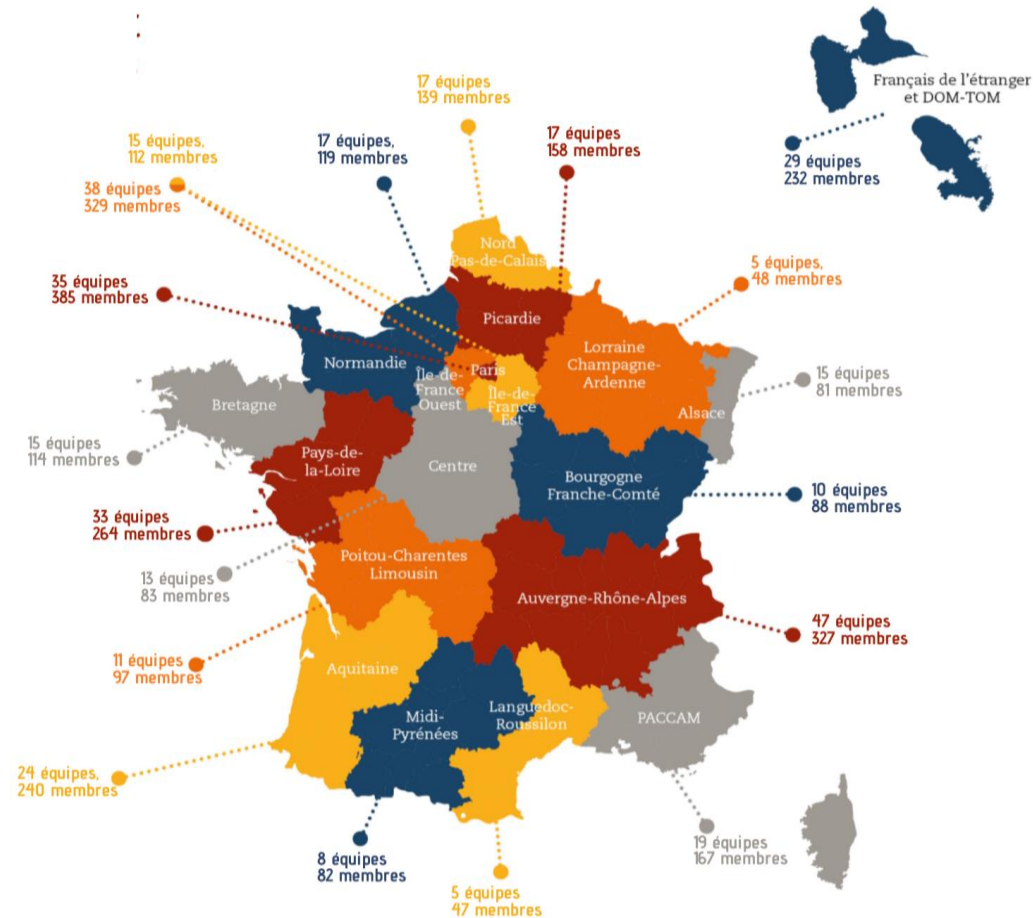 17 équipes
139 membres
Français de l'étranger
et DOM-TOM
17 équipes
158 membres
15 équipes,
112 membres
17 équipes,
119 membres
29 équipes
232 membres
38 équipes
329 membres
Nord
Pas-de-Calais
5 équipes,
48 membres
35 équipes
385 membres
Picardie
Lorraine
Champagne-
Ardenne
Normandie
Paris
Île-de-
France
Ouest
Île-de-
France
Est
15 équipes
81 membres
Bretagne
Alsace
15 équipes
114 membres
Pays-de-
la-Loire
Centre
Bourgogne
Franche-Comté
10 équipes
88 membres
33 équipes
264 membres
13 équipes
83 membres
Poitou-Charentes
Limousin
Auvergne-Rhône-Alpes
47 équipes
327 membres
11 équipes
97 membres
Aquitaine
Midi-
Pyrénées
Languedoc-
Roussilon
PACCAM
24 équipes,
240 membres
19 équipes
167 membres
8 équipes
82 membres
5 équipes
47 membres